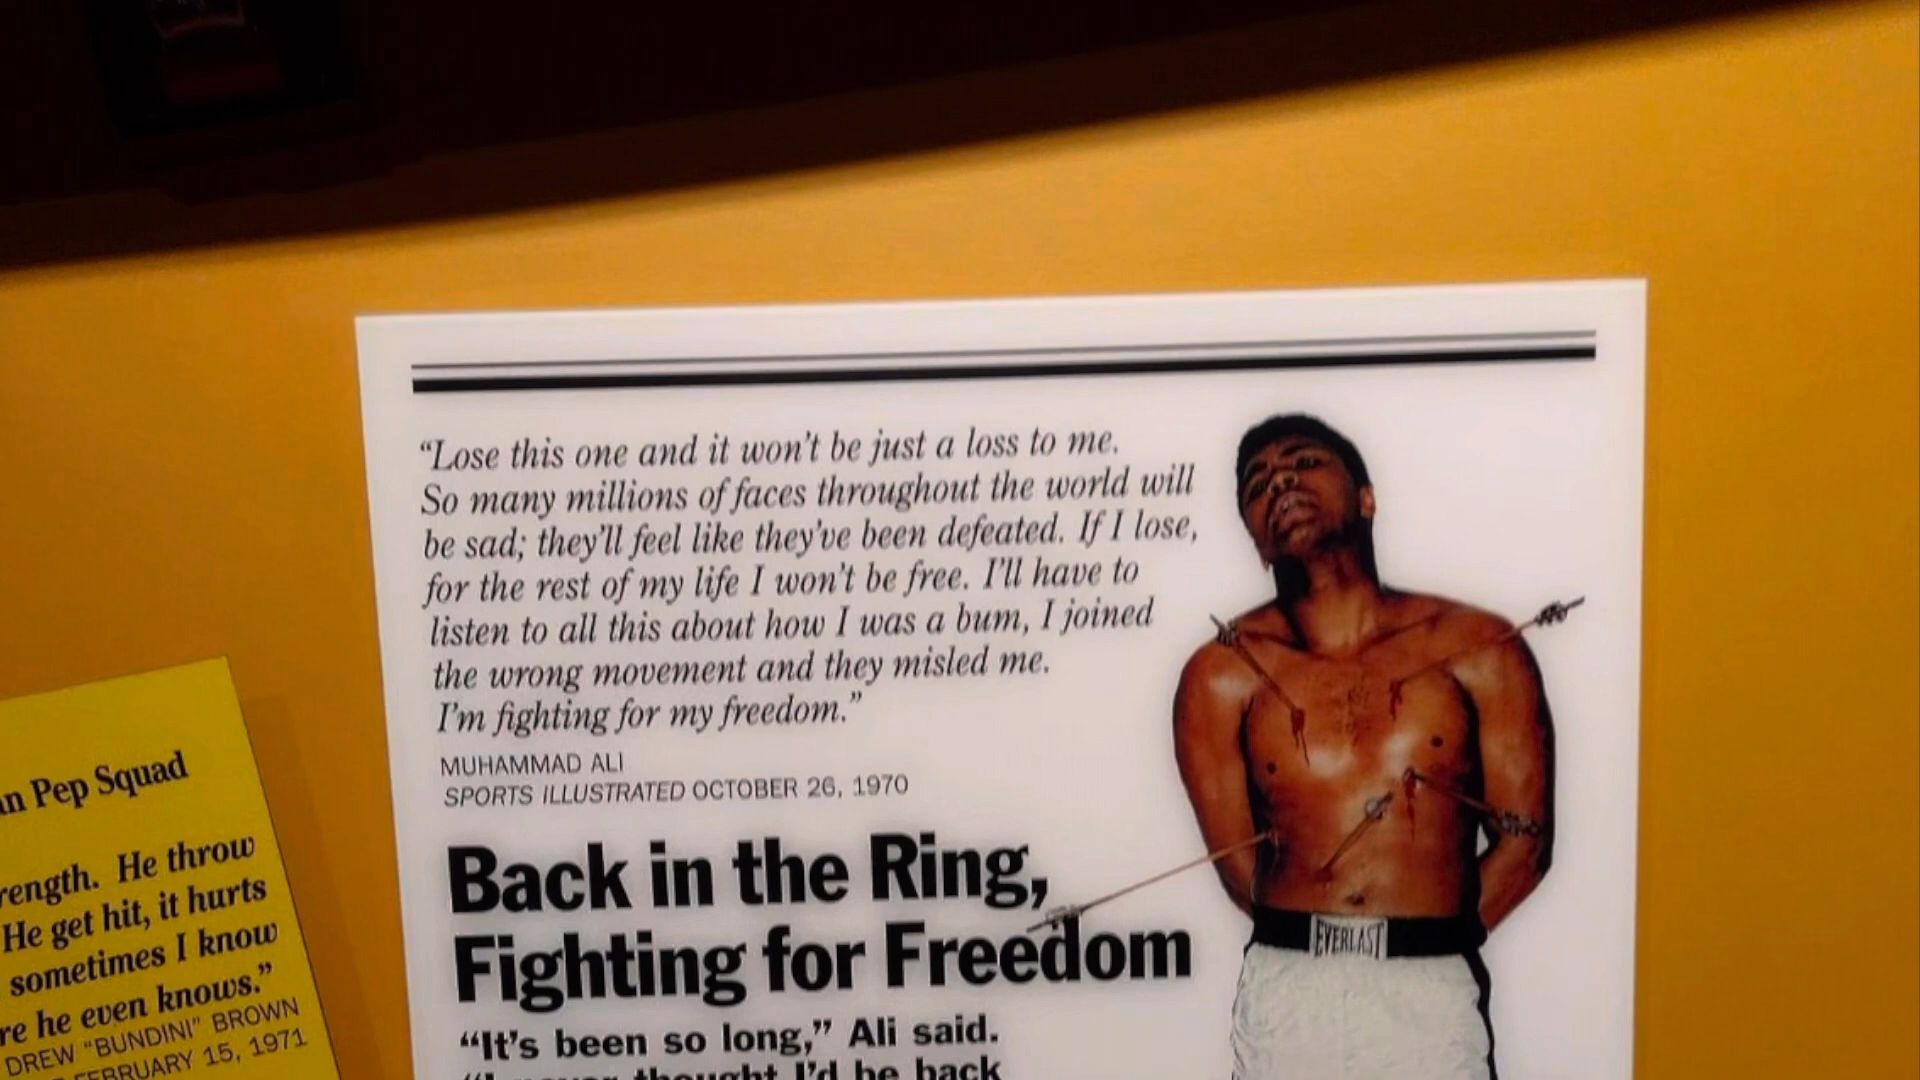 “Lose this one and it won’t be just a loss to me.
So many millions of faces throughout the world will
be sad; they’ll feel like they’ve been defeated. If I lose,
for the rest of my life I won’t be free. I’ll have to
listen to all this about how I was a bum, I joined
the wrong movement and they misled me.
I’m fighting for my freedom.”
MUHAMMAD ALI
SPORTS ILLUSTRATED OCTOBER 26, 1970
Back in the Ring,
Fighting for Freedom
“It’s been so long,” Ali said.
thought I’d be back
EVERLAST
Pep Squad
He throw
He get hit, it hurts
sometimes I know
he even knows.”
DREW “BUNDINI” BROWN
FEBRUARY 15, 1971